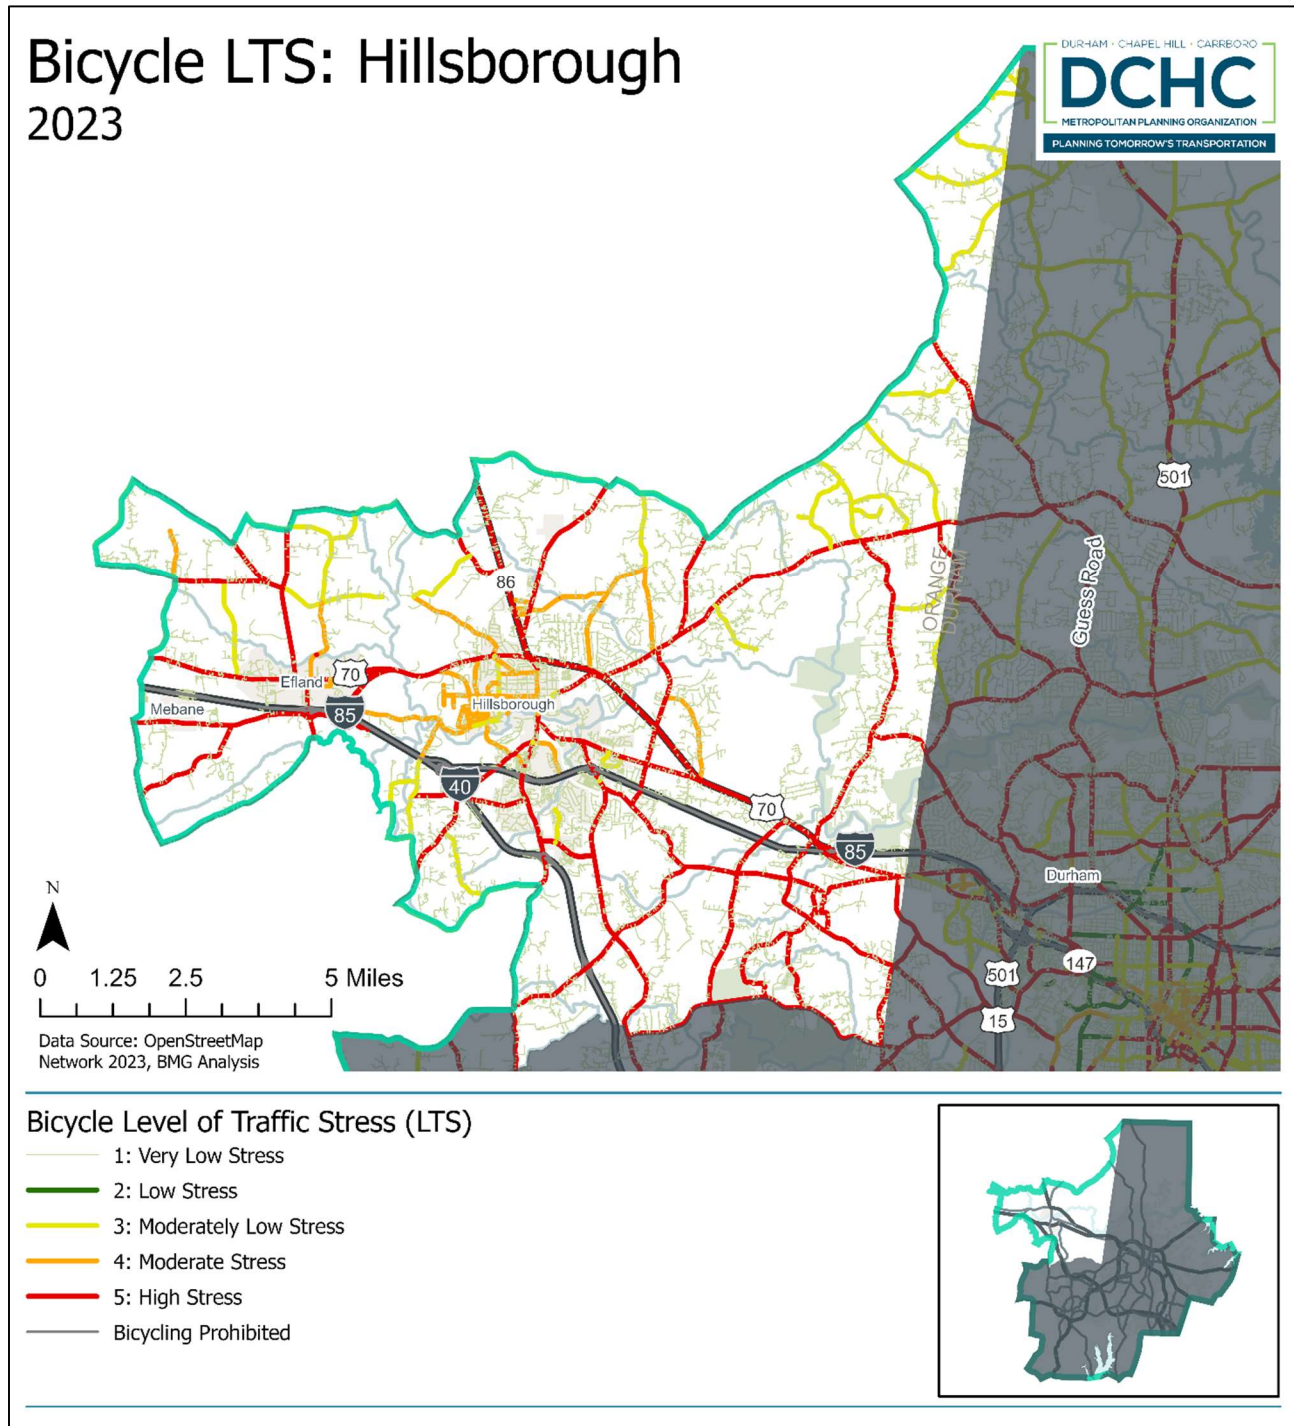 Bicycle LTS: Hillsborough
2023
DURHAM · CHAPEL HILL · CARRBORO
DCHC
METROPOLITAN PLANNING ORGANIZATION
PLANNING TOMORROW'S TRANSPORTATION
501
86
ORANGE
DURHAM
Guess Road
70
Efland
Mebane
85
Hillsborough
40
70
85
Durham
N
0 1.25 2.5 5 Miles
501
147
15
Data Source: OpenStreetMap
Network 2023, BMG Analysis
Bicycle Level of Traffic Stress (LTS)
1: Very Low Stress
2: Low Stress
3: Moderately Low Stress
4: Moderate Stress
5: High Stress
Bicycling Prohibited